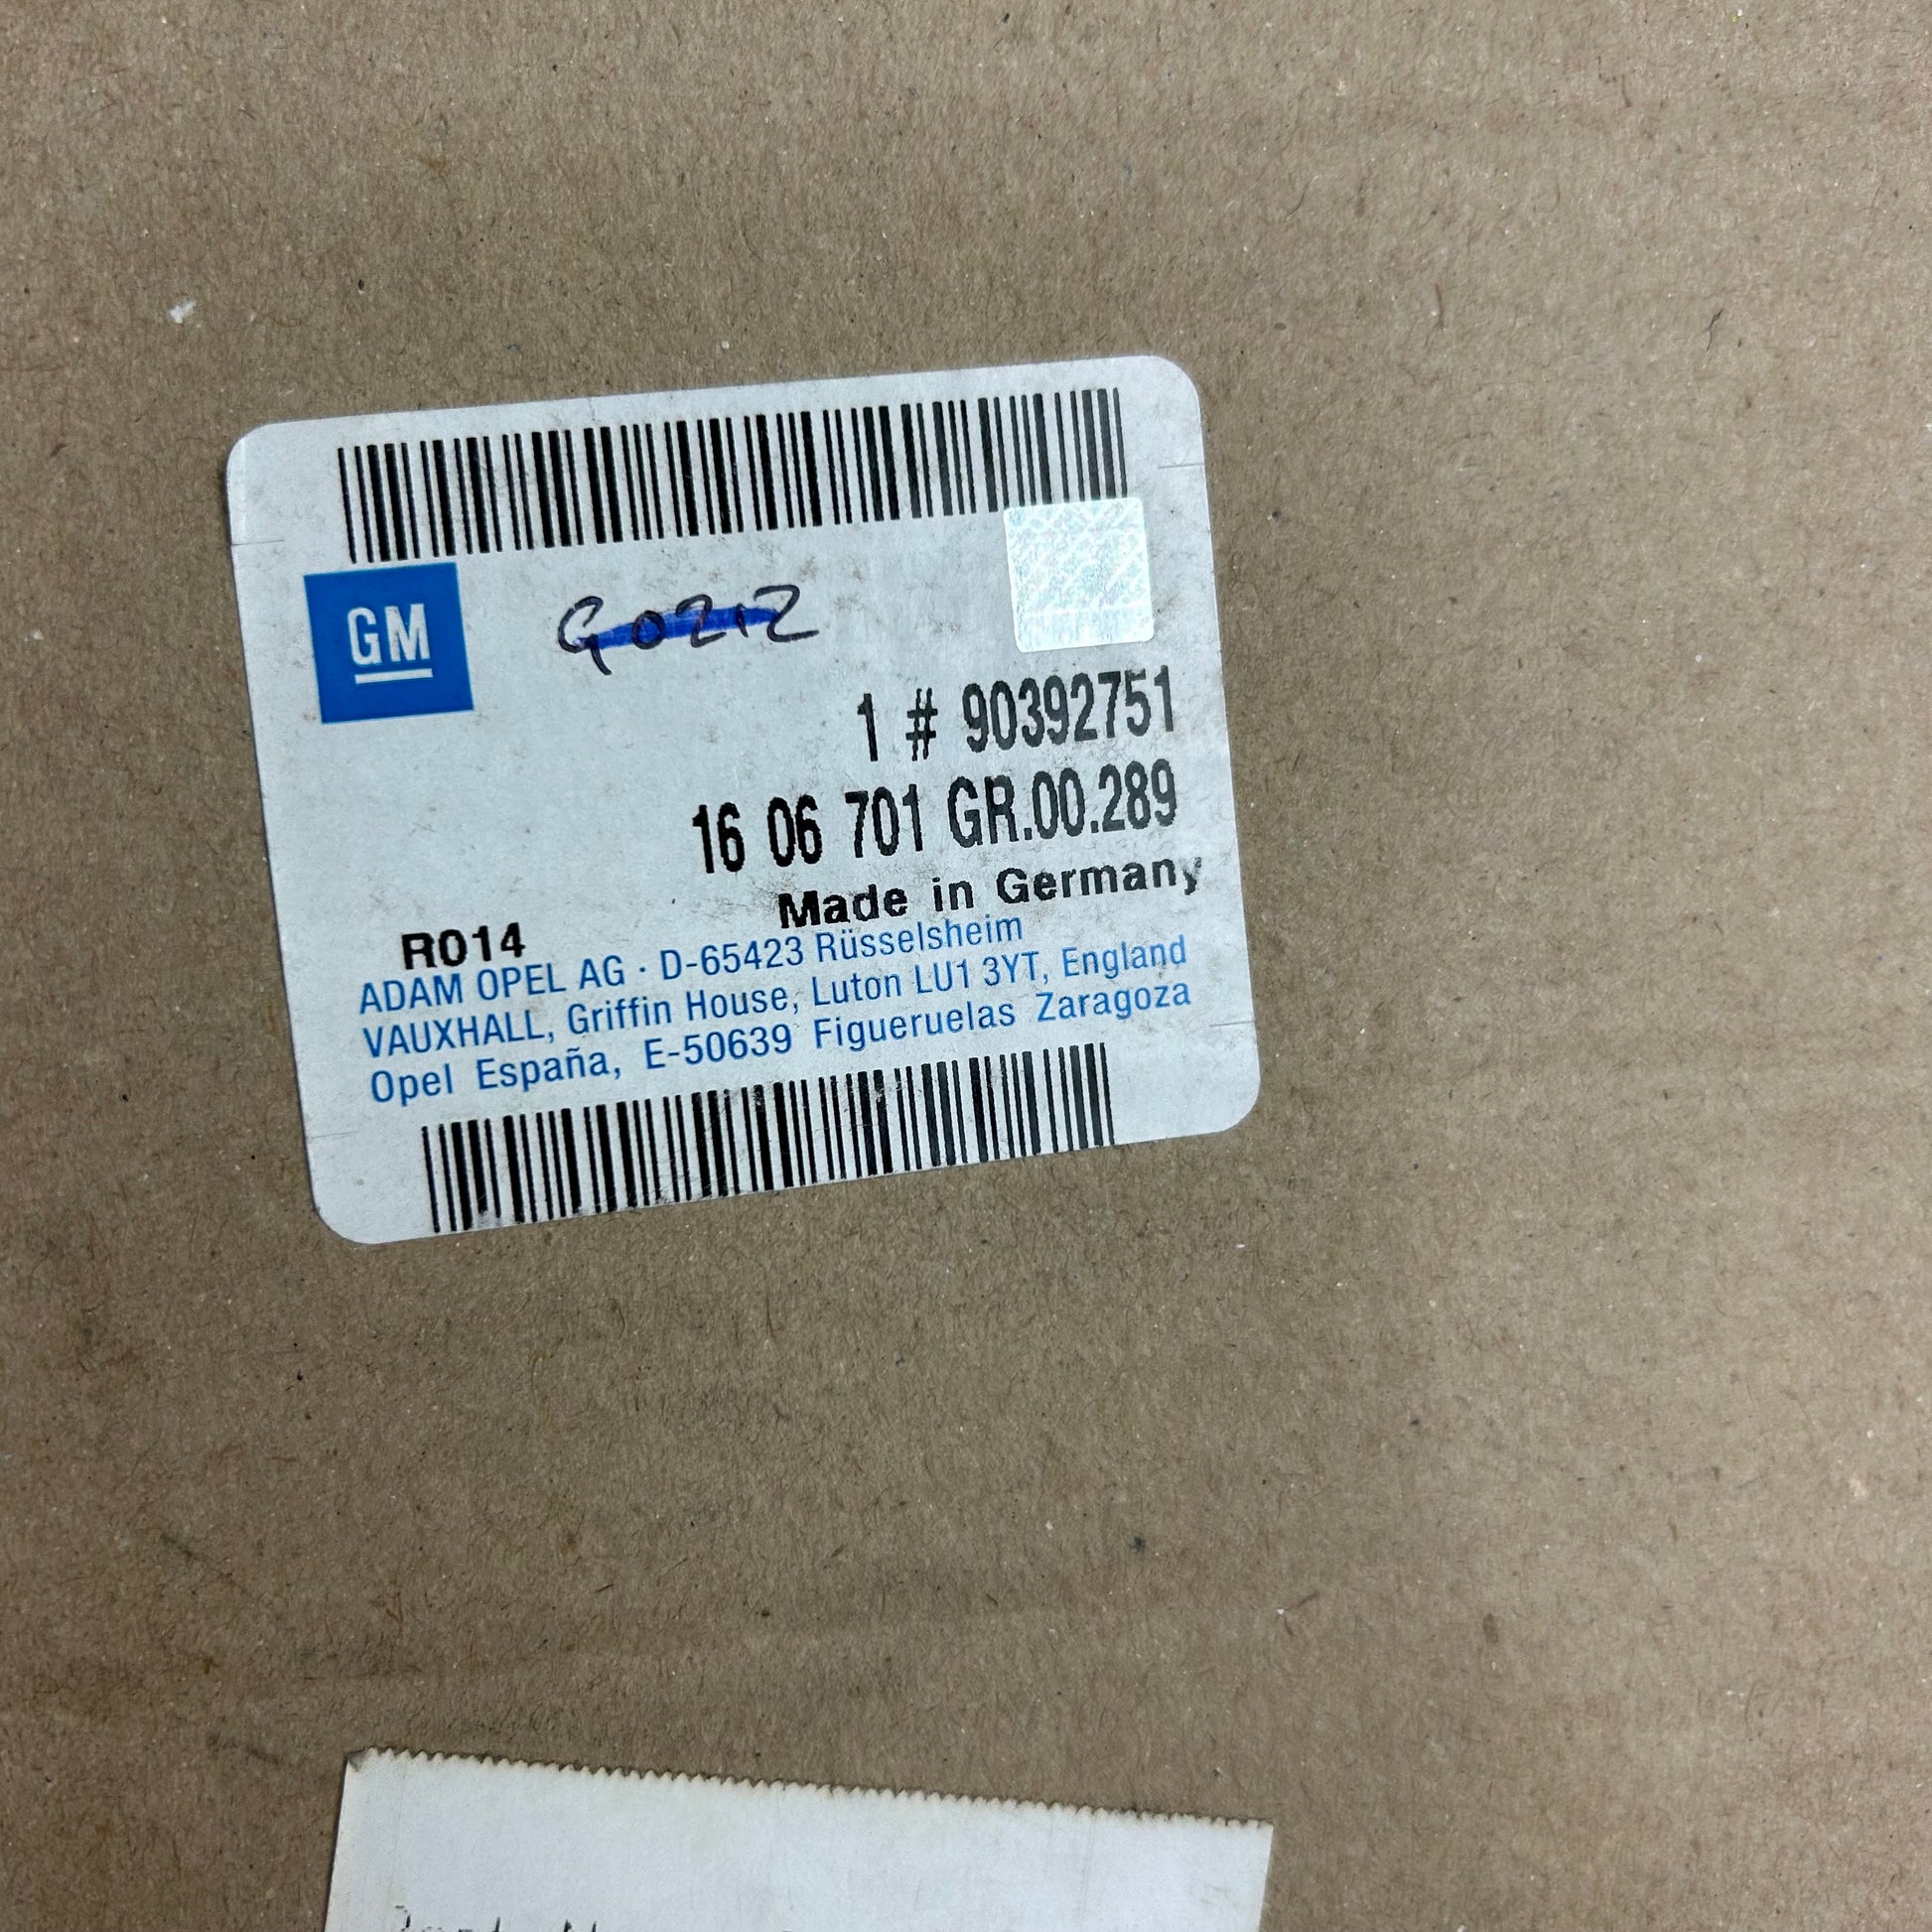 GM
G0212
1 # 90392751
16 06 701 GR.00.289
Made in Germany
R014
ADAM OPEL AG · D-65423 Rüsselsheim
VAUXHALL, Griffin House, Luton LU1 3YT, England
Opel España, E-50639 Figueruelas Zaragoza